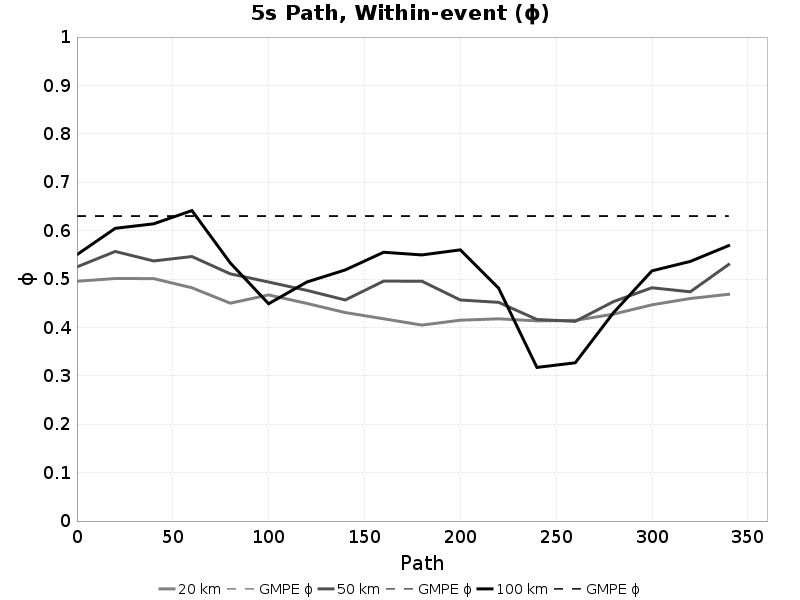 5s Path, Within-event (ϕ)
1
0.9
0.8
0.7
0.6
0.5
0.4
0.3
0.2
0.1
0
ϕ
0 50 100 150 200 250 300 350
Path
20 km GMPE ϕ 50 km GMPE ϕ 100 km GMPE ϕ